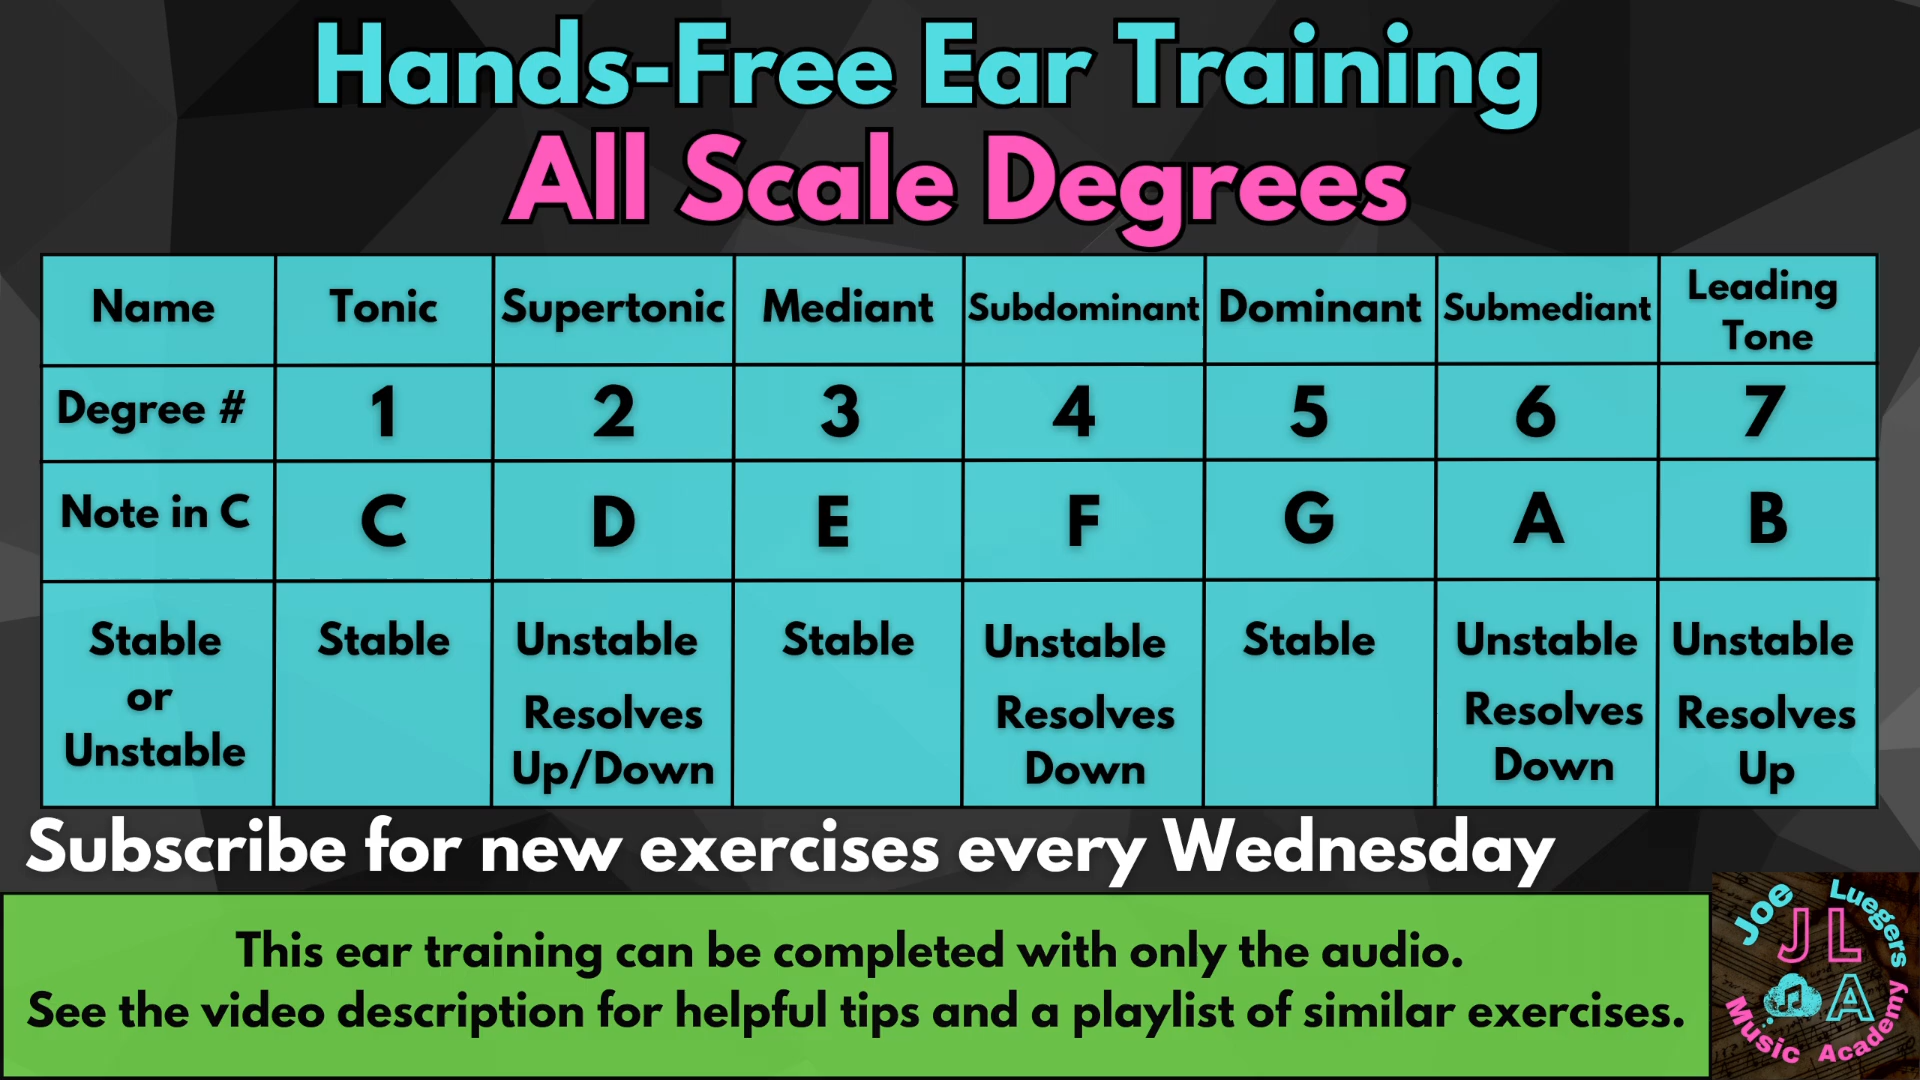 Hands-Free Ear Training
All Scale Degrees
Name Tonic Supertonic Mediant Subdominant Dominant Submediant Leading Tone
Degree # 1 2 3 4 5 6 7
Note in C C D E F G A B
Stable or Unstable Stable Unstable Resolves Up/Down Stable Unstable Resolves Down Stable Unstable Resolves Down Unstable Resolves Up
Subscribe for new exercises every Wednesday
This ear training can be completed with only the audio.
See the video description for helpful tips and a playlist of similar exercises.
Joe Luegers
JL
A
Music Academy